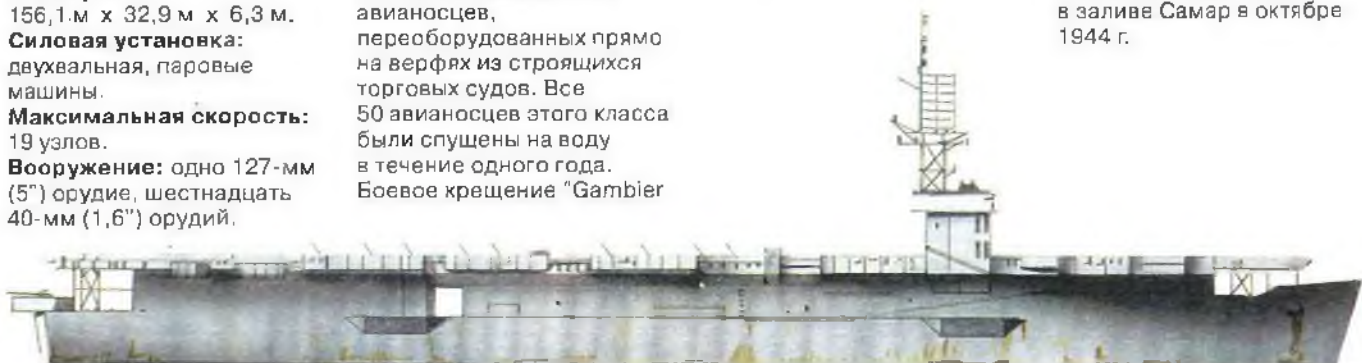 156,1.м х 32,9 м х 6,3 м.
Силовая установка:
двухвальная, паровые
машины.
Максимальная скорость:
19 узлов.
Вооружение: одно 127-мм
(5") орудие, шестнадцать
40-мм (1,6") орудий.
авианосцев,
переоборудованных прямо
на верфях из строящихся
торговых судов. Все
50 авианосцев этого класса
были спущены на воду
в течение одного года.
Боевое крещение "Gambier
в заливе Самар в октябре
1944 г.